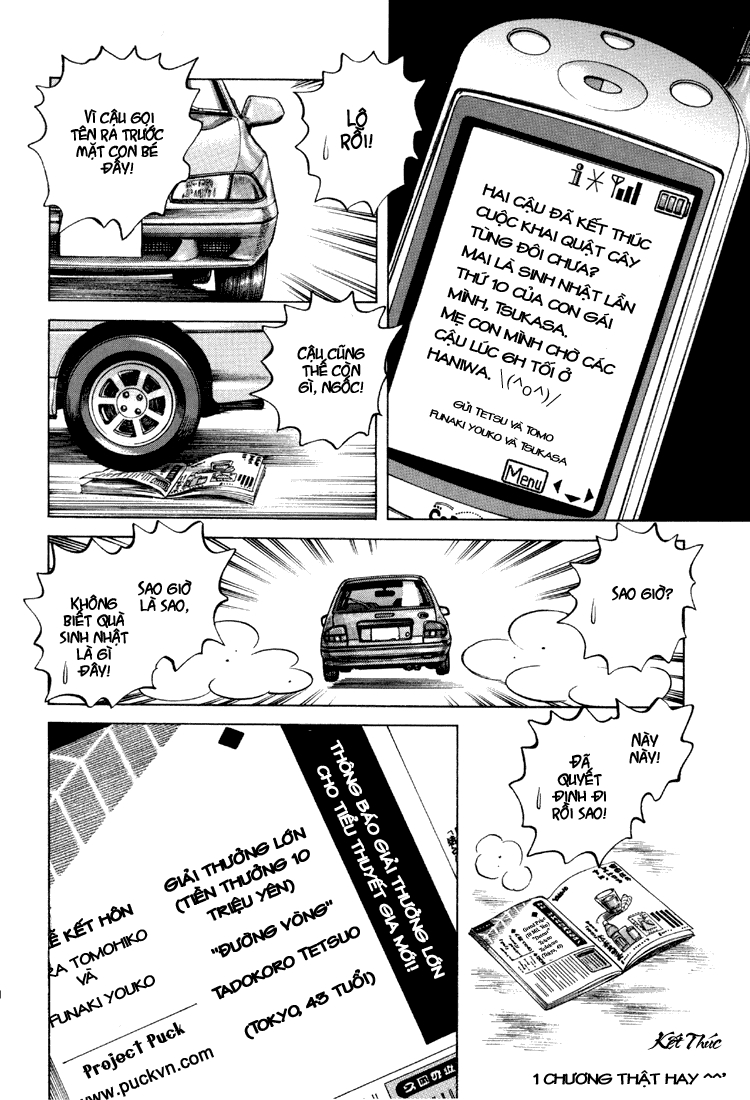 VÌ CẬU GỌI
TÊN RA TRƯỚC
MẶT CON BÉ
ĐẤY!
LỘ
RỒI!
HAI CẬU ĐÃ KẾT THÚC
CUỘC KHAI QUẬT CÂY
TÙNG ĐÔI CHƯA?
MAI LÀ SINH NHẬT LẦN
THỨ 10 CỦA CON GÁI
MÌNH, TSUKASA.
MẸ CON MÌNH CHỜ CÁC
CẬU LÚC 6H TỐI Ở
HANIWA. \(^o^)/
GỬI TETSU VÀ TOMO
FUNAKI YOUKO VÀ TSUKASA
Menu
CẬU CŨNG
THẾ CÒN
GÌ, NGỐC!
SAO GIỜ?
SAO GIỜ
LÀ SAO,
KHÔNG
BIẾT QUÀ
SINH NHẬT
LÀ GÌ
ĐÂY!
NÀY
NÀY!
ĐÃ
QUYẾT
ĐỊNH ĐI
RỒI SAO!
THÔNG BÁO GIẢI THƯỞNG LỚN
CHO TIỂU THUYẾT GIA MỚI!!
GIẢI THƯỞNG LỚN
(TIỀN THƯỞNG 10
TRIỆU YÊN)
"ĐƯỜNG VÒNG"
TADOKORO TETSUO
(TOKYO, 43 TUỔI)
KẾT HÔN
TOMOHIKO
VÀ
FUNAKI YOUKO
Project Puck
www.puckvn.com
Kết Thúc
1 CHƯƠNG THẬT HAY ^^'